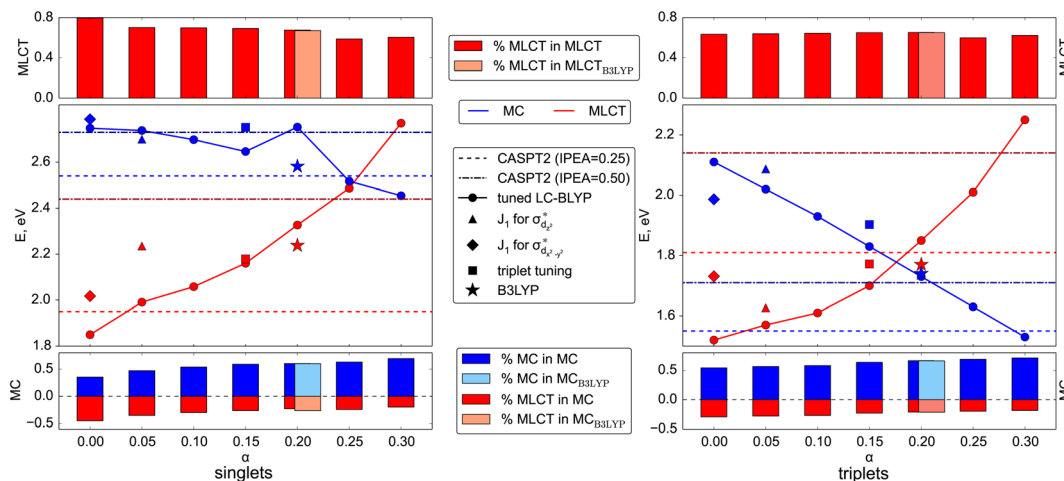 0.8
0.4
0.0
MLCT
% MLCT in MLCT
% MLCT in MLCT_B3LYP
0.8
0.4
0.0
MLCT
2.6
2.4
2.2
2.0
1.8
E, eV
MC
MLCT
CASPT2 (IPEA=0.25)
CASPT2 (IPEA=0.50)
tuned LC-BLYP
J₁ for σ*_{d_{z²}}
J₁ for σ*_{d_{x²-y²}}
triplet tuning
B3LYP
2.2
2.0
1.8
1.6
E, eV
0.5
0.0
−0.5
MC
% MC in MC
% MC in MC_B3LYP
% MLCT in MC
% MLCT in MC_B3LYP
0.5
0.0
−0.5
MC
0.00 0.05 0.10 0.15 0.20 0.25 0.30
α
singlets
0.00 0.05 0.10 0.15 0.20 0.25 0.30
α
triplets